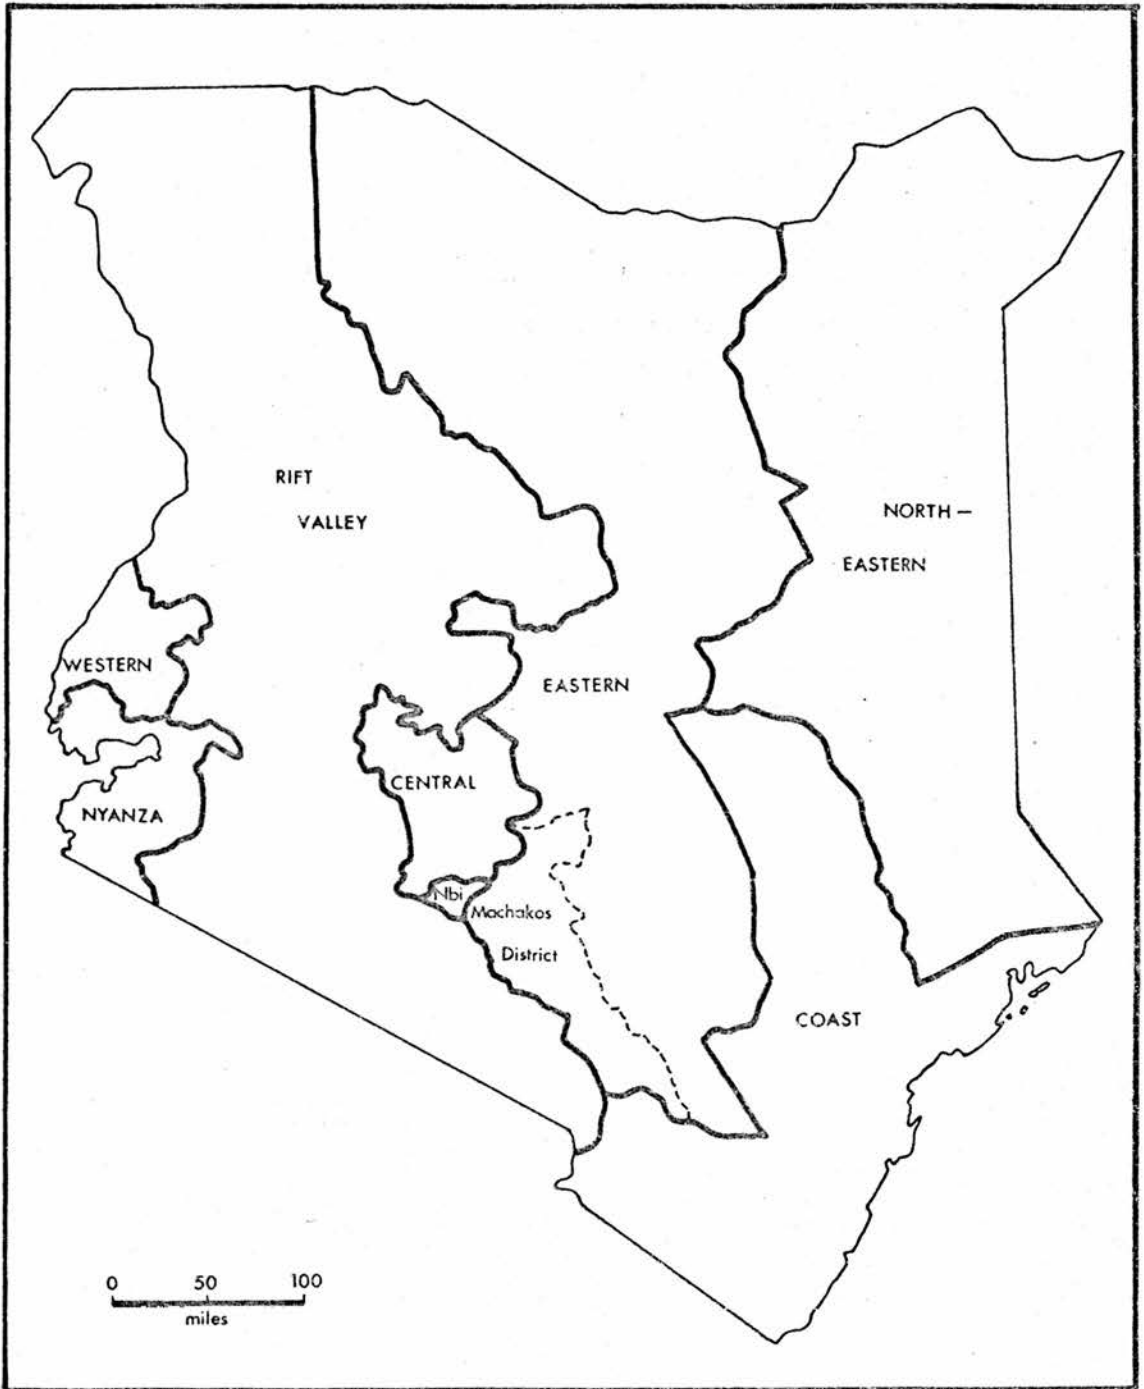 RIFT
VALLEY
NORTH —
EASTERN
WESTERN
EASTERN
CENTRAL
NYANZA
Nbi
Machakos
District
COAST
0 50 100
miles